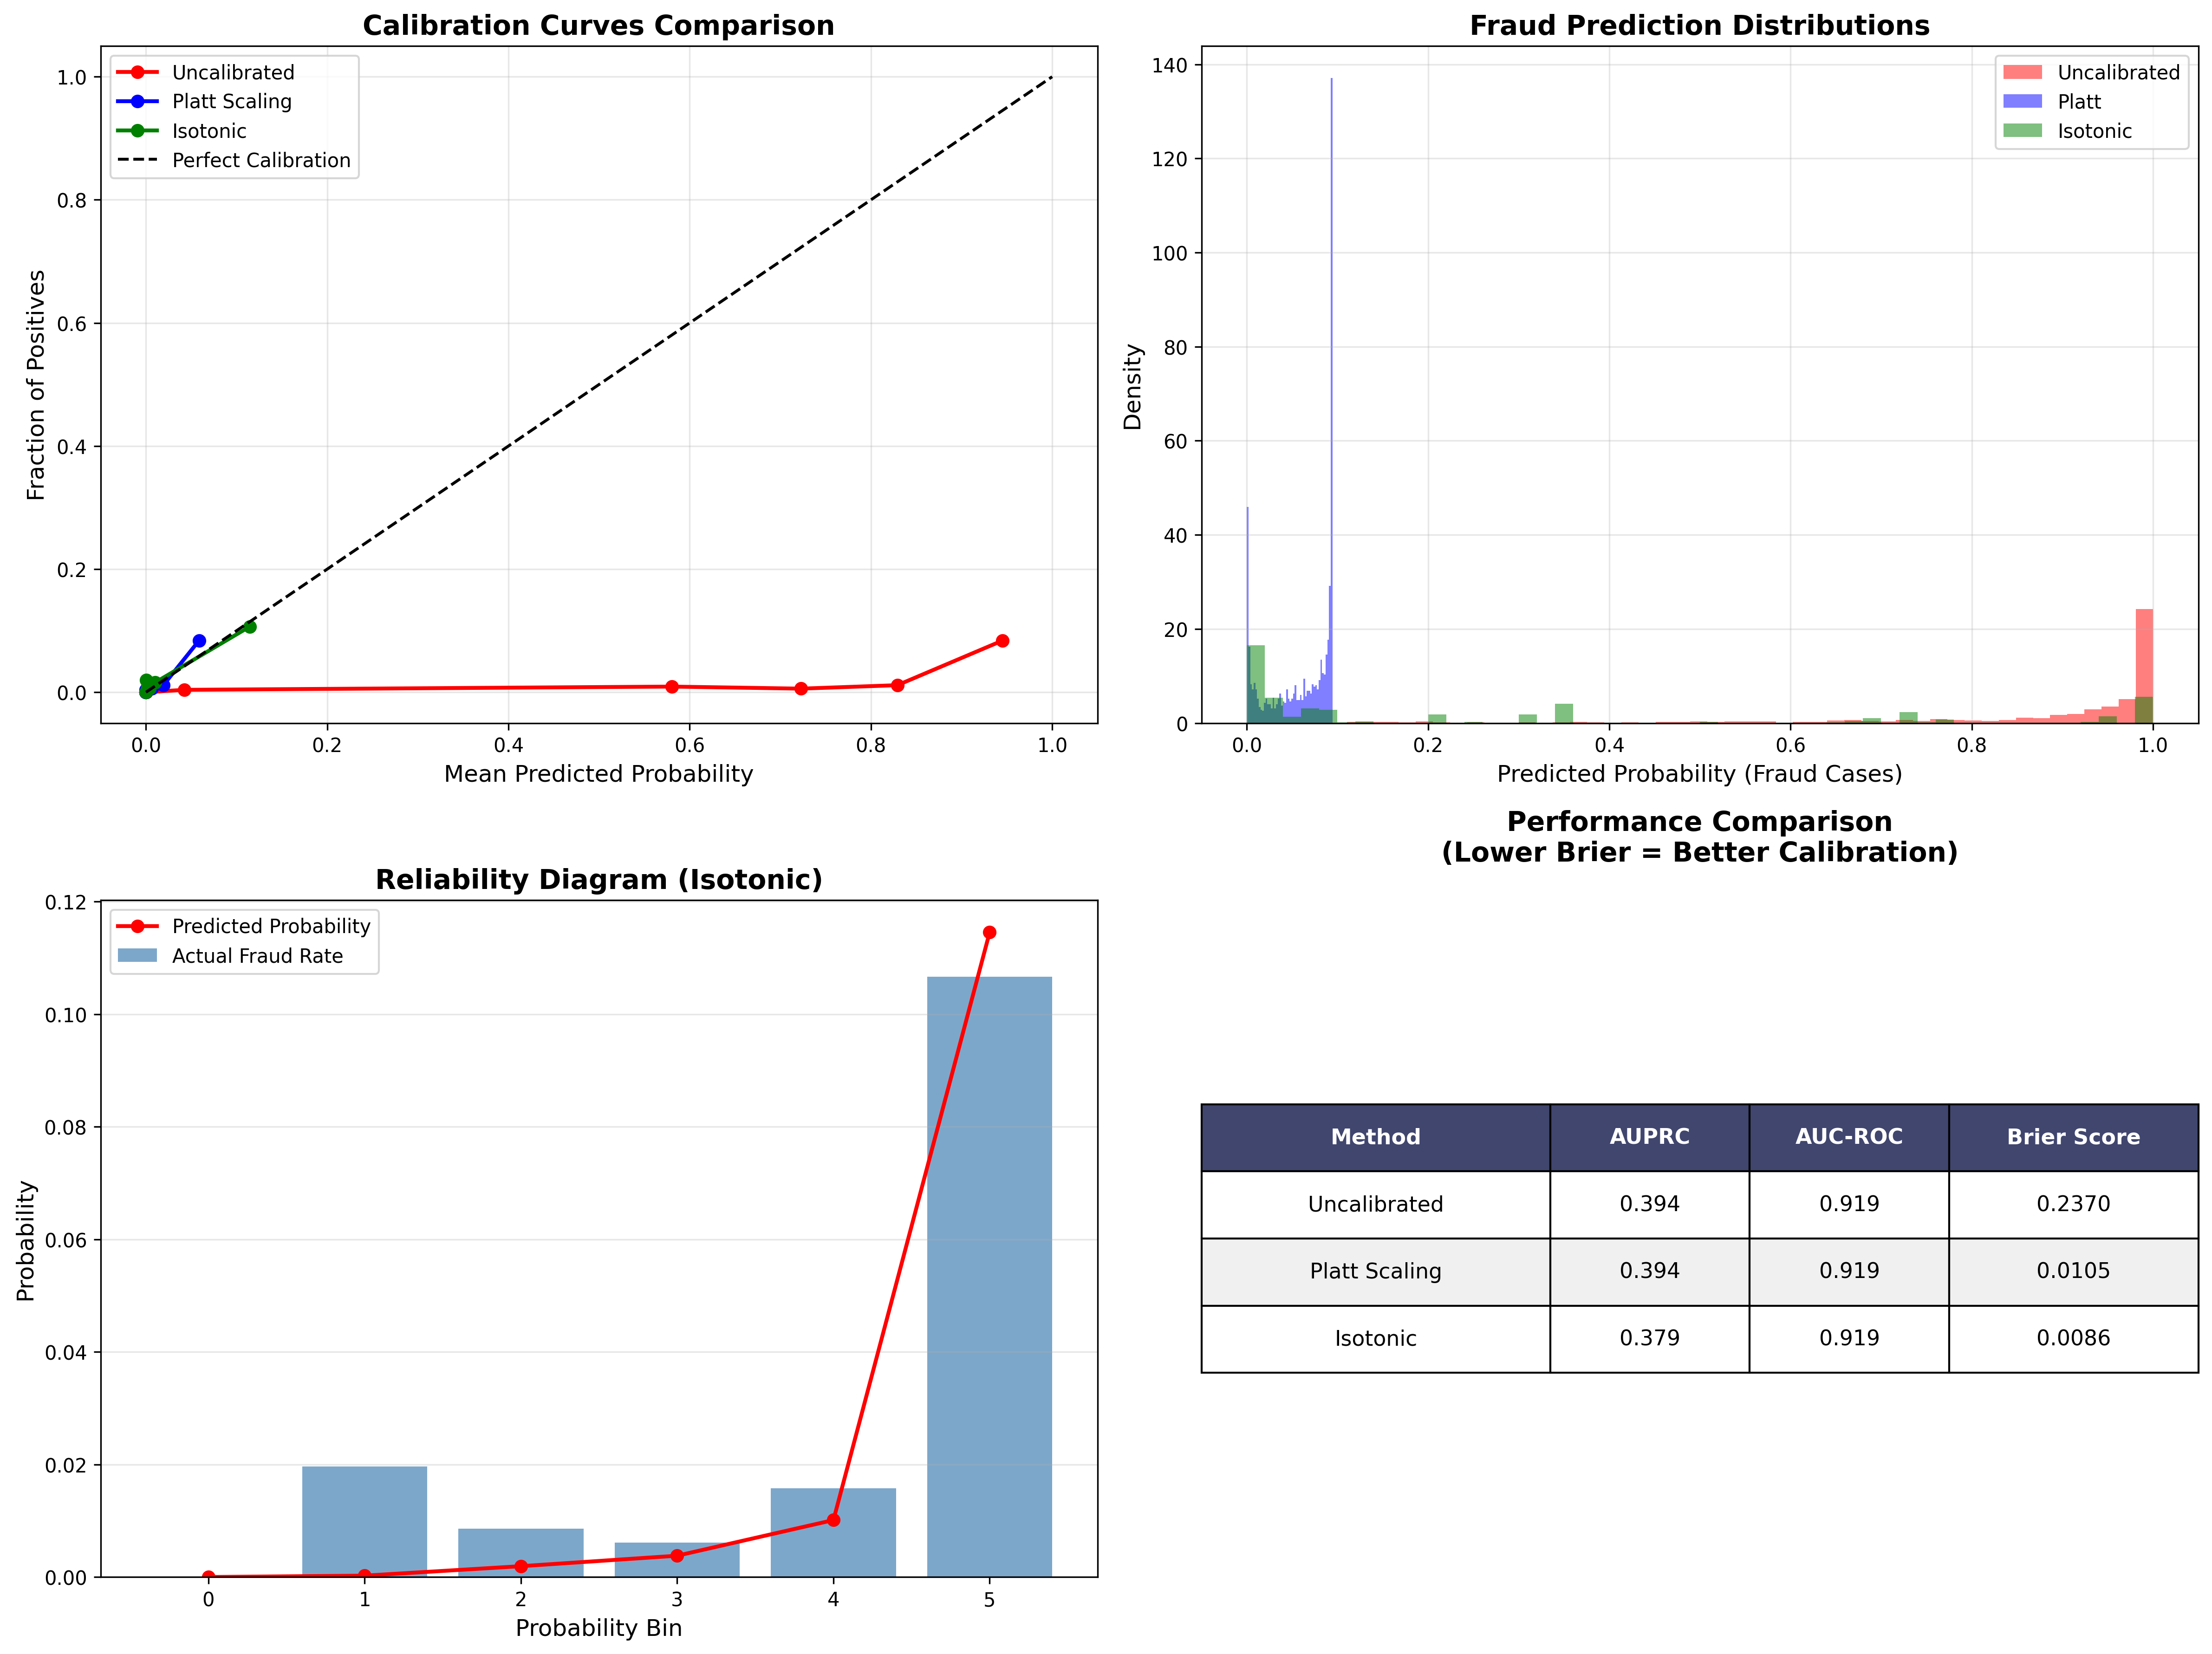 Calibration Curves Comparison
Uncalibrated
Platt Scaling
Isotonic
Perfect Calibration
1.0
0.8
0.6
0.4
0.2
0.0
Fraction of Positives
0.0 0.2 0.4 0.6 0.8 1.0
Mean Predicted Probability
Fraud Prediction Distributions
Uncalibrated
Platt
Isotonic
140
120
100
80
60
40
20
0
Density
0.0 0.2 0.4 0.6 0.8 1.0
Predicted Probability (Fraud Cases)
Reliability Diagram (Isotonic)
Predicted Probability
Actual Fraud Rate
0.12
0.10
0.08
0.06
0.04
0.02
0.00
Probability
0 1 2 3 4 5
Probability Bin
Performance Comparison
(Lower Brier = Better Calibration)
Method AUPRC AUC-ROC Brier Score
Uncalibrated 0.394 0.919 0.2370
Platt Scaling 0.394 0.919 0.0105
Isotonic 0.379 0.919 0.0086